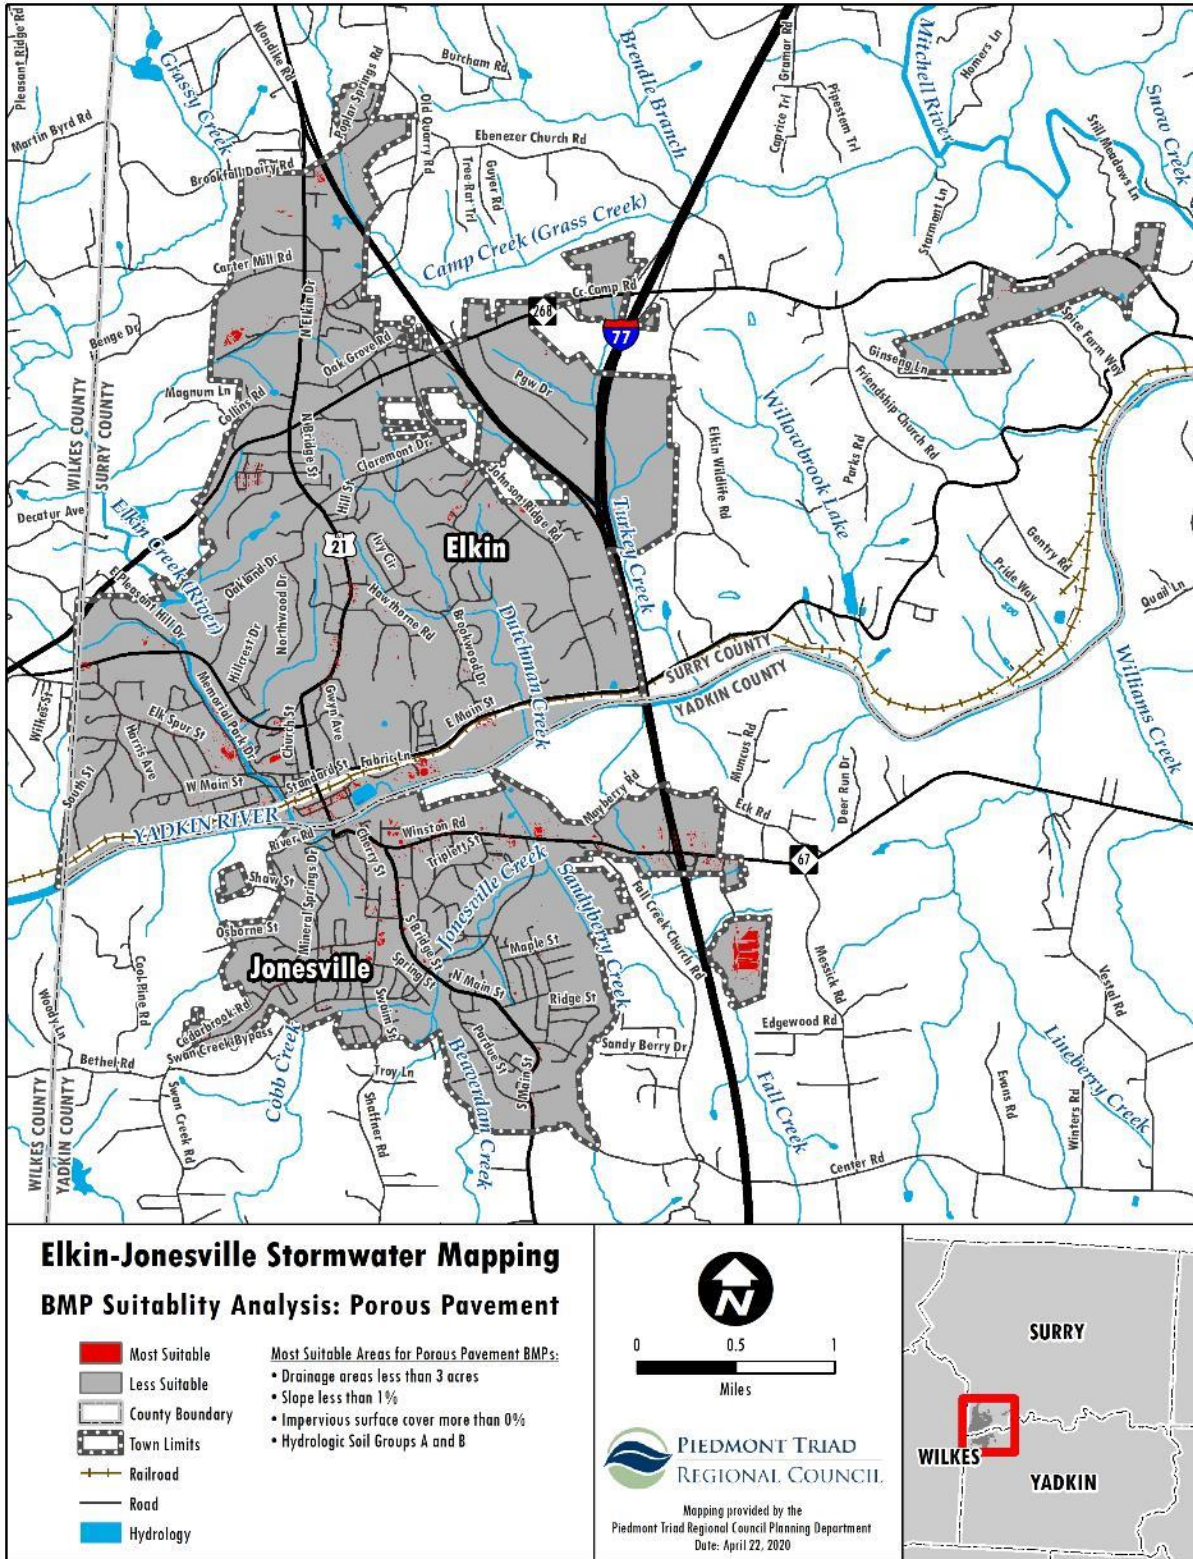 Pleasant Ridge Rd
Klondike Rd
Poplar Springs Rd
Burcham Rd
Brendle Branch
Gramar Rd
Mitchell River
Homers Ln
Snow Creek
Grassy Creek
Martin Byrd Rd
Old Quarry Rd
Ebenezer Church Rd
Caprice Trl
Pipestem Trl
Still Meadows Ln
Brookfall Dairy Rd
Tree Rat Trl
Guyer Rd
Starmont Ln
Camp Creek (Grass Creek)
Carter Mill Rd
N Elkin Dr
Cc Camp Rd
268
77
Benge Dr
Oak Grove Rd
Spice Farm Way
Ginseng Ln
Pgw Dr
Magnum Ln
Collins Rd
Friendship Church Rd
WILKES COUNTY
SURRY COUNTY
N Bridge St
Claremont Dr
Elkin Wildlife Rd
Willowbrook Lake
Parks Rd
Hill St
Johnson Ridge Rd
Decatur Ave
Elkin Creek (River)
21
Ivy Cir
Elkin
Turkey Creek
Gentry Rd
Pride Way
Quail Ln
E Pleasant Hill Dr
Oakland Dr
Northwood Dr
Hawthorne Rd
Brookwood Dr
Dutchman Creek
Hillcrest Dr
SURRY COUNTY
YADKIN COUNTY
Williams Creek
Wilkes St
Memorial Park Dr
Elk Spur St
Harris Ave
Church St
Gwyn Ave
E Main St
Muncus Rd
Deer Run Dr
South St
W Main St
Standard St
Fabric Ln
Mayberry Rd
Eck Rd
YADKIN RIVER
River Rd
Cherry St
Winston Rd
Triplett St
67
Shaw St
Mineral Springs Dr
Jonesville Creek
Sandyberry Creek
Fall Creek Church Rd
Osborne St
S Bridge St
Maple St
Jonesville
Spring St
N Main St
Messick Rd
Cool Pine Rd
Woody Ln
Swaim St
Ridge St
Vestal Rd
Cedarbrook Rd
Swan Creek Bypass
Edgewood Rd
Bethel Rd
Cobb Creek
Pardue St
Sandy Berry Dr
Troy Ln
Beaverdam Creek
S Main St
Lineberry Creek
Swan Creek Rd
Shaffner Rd
Fall Creek
Evans Rd
Winters Rd
WILKES COUNTY
YADKIN COUNTY
Center Rd
Elkin-Jonesville Stormwater Mapping
BMP Suitablity Analysis: Porous Pavement
Most Suitable
Less Suitable
County Boundary
Town Limits
Railroad
Road
Hydrology
Most Suitable Areas for Porous Pavement BMPs:
• Drainage areas less than 3 acres
• Slope less than 1%
• Impervious surface cover more than 0%
• Hydrologic Soil Groups A and B
N
0 0.5 1
Miles
PIEDMONT TRIAD
REGIONAL COUNCIL
Mapping provided by the
Piedmont Triad Regional Council Planning Department
Date: April 22, 2020
SURRY
WILKES
YADKIN